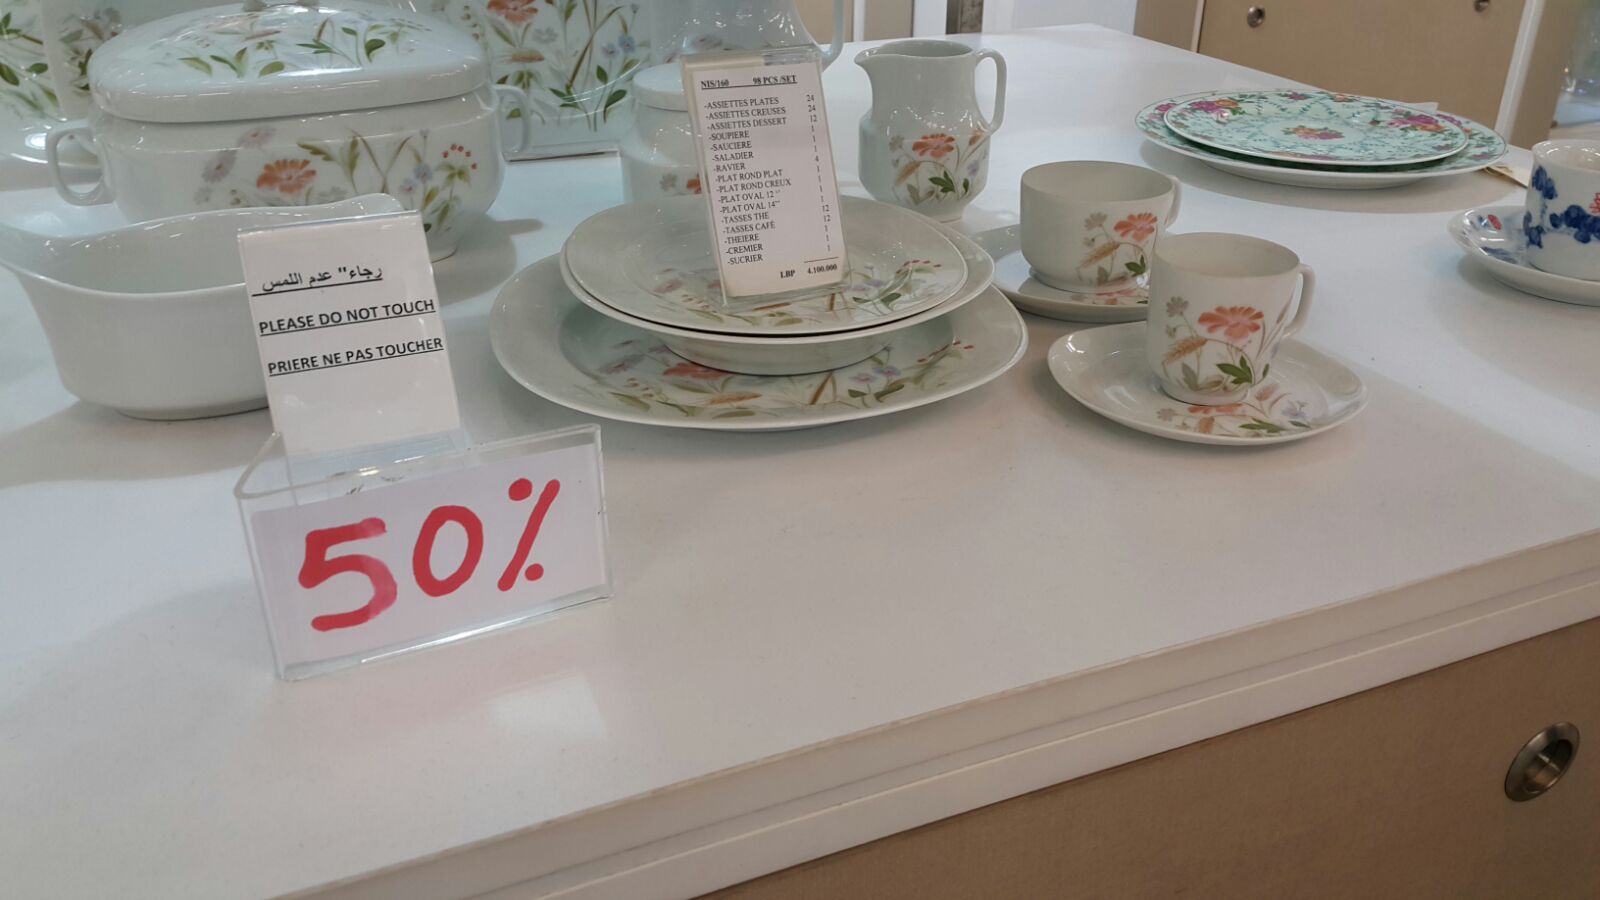 رجاء" عدم اللمس
PLEASE DO NOT TOUCH
PRIERE NE PAS TOUCHER
50%
NIS/160 98 PCS/SET
-ASSIETTES PLATES 24
-ASSIETTES CREUSES 24
-ASSIETTES DESSERT 12
-SOUPIERE 1
-SAUCIERE 1
-SALADIER 1
-RAVIER 4
-PLAT ROND PLAT 1
-PLAT ROND CREUX 1
-PLAT OVAL 12" 1
-PLAT OVAL 14" 1
-TASSES THE 12
-TASSES CAFÉ 12
-THEIERE 1
-CREMIER 1
-SUCRIER 1
LBP 4.100.000